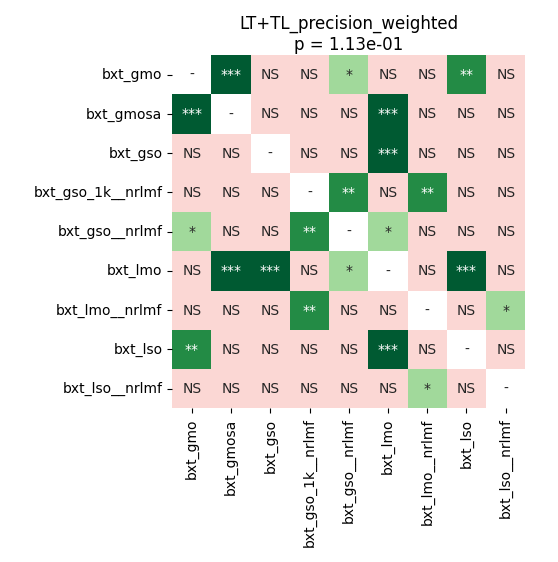 LT+TL_precision_weighted
p = 1.13e-01
bxt_gmo - *** NS NS * NS NS ** NS
bxt_gmosa *** - NS NS NS *** NS NS NS
bxt_gso NS NS - NS NS *** NS NS NS
bxt_gso_1k__nrlmf NS NS NS - ** NS ** NS NS
bxt_gso__nrlmf * NS NS ** - * NS NS NS
bxt_lmo NS *** *** NS * - NS *** NS
bxt_lmo__nrlmf NS NS NS ** NS NS - NS *
bxt_lso ** NS NS NS NS *** NS - NS
bxt_lso__nrlmf NS NS NS NS NS NS * NS -
bxt_gmo
bxt_gmosa
bxt_gso
bxt_gso_1k__nrlmf
bxt_gso__nrlmf
bxt_lmo
bxt_lmo__nrlmf
bxt_lso
bxt_lso__nrlmf